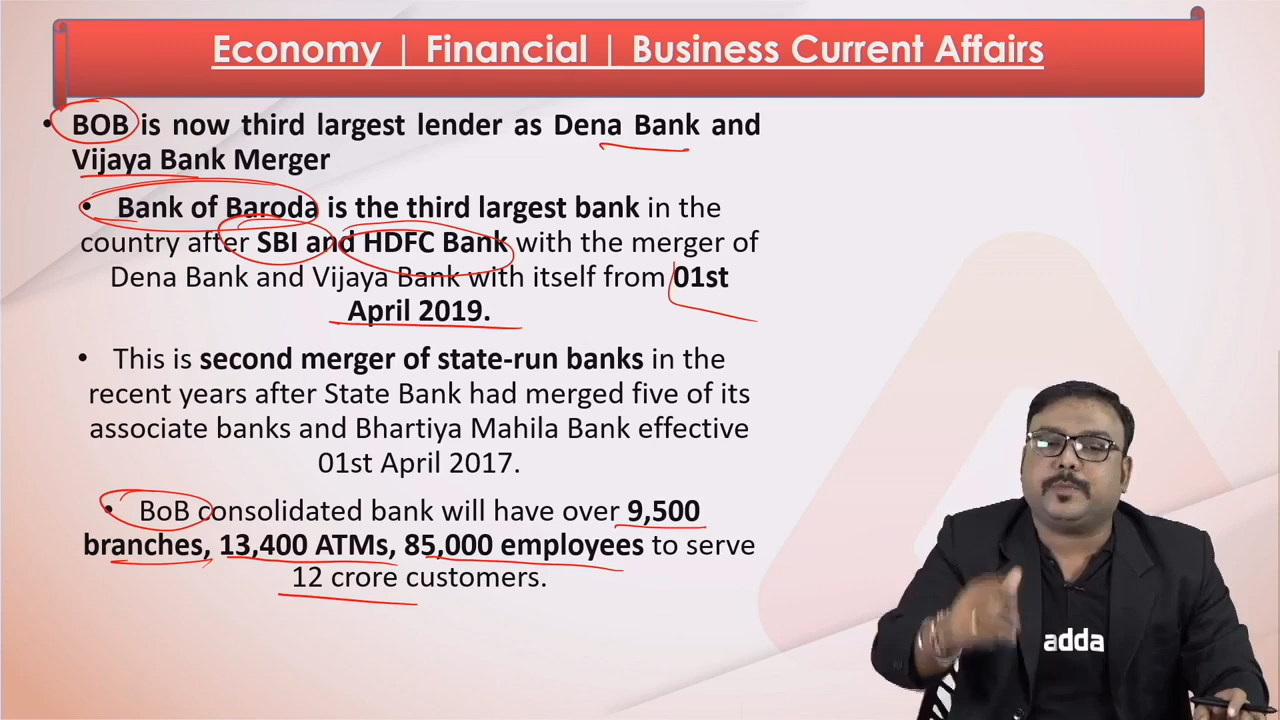 Economy | Financial | Business Current Affairs
• BOB is now third largest lender as Dena Bank and
Vijaya Bank Merger
• Bank of Baroda is the third largest bank in the
country after SBI and HDFC Bank with the merger of
Dena Bank and Vijaya Bank with itself from 01st
April 2019.
• This is second merger of state-run banks in the
recent years after State Bank had merged five of its
associate banks and Bhartiya Mahila Bank effective
01st April 2017.
• BoB consolidated bank will have over 9,500
branches, 13,400 ATMs, 85,000 employees to serve
12 crore customers.
adda